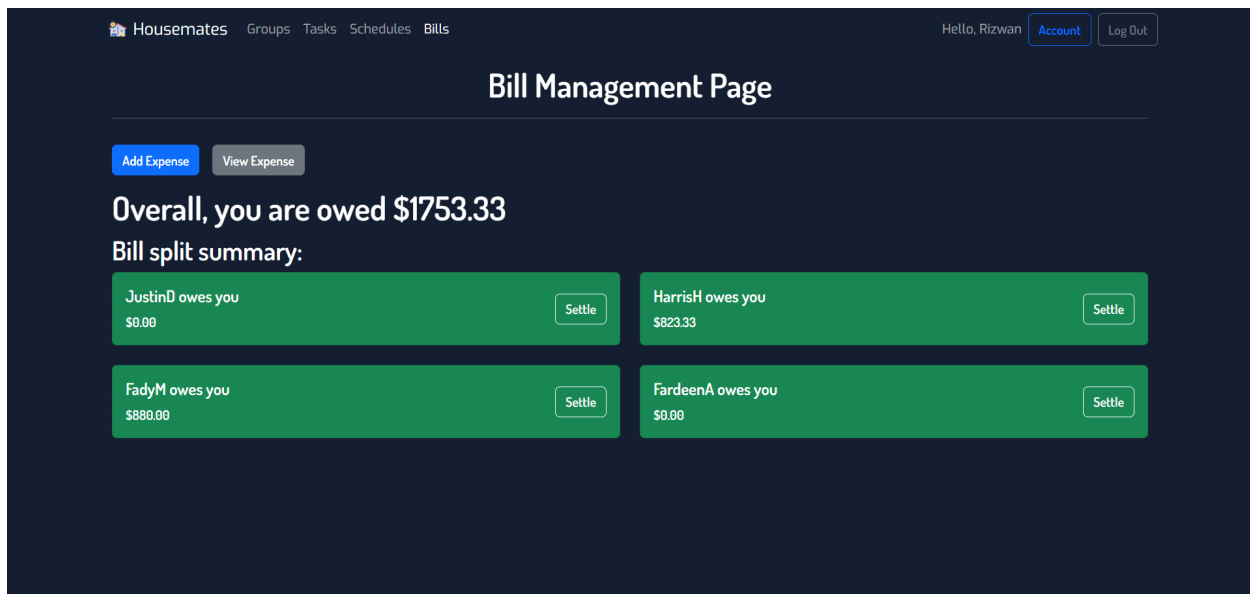 Housemates Groups Tasks Schedules Bills Hello, Rizwan Account Log Out
Bill Management Page
Add Expense View Expense
Overall, you are owed $1753.33
Bill split summary:
JustinD owes you
$0.00
Settle
HarrisH owes you
$823.33
Settle
FadyM owes you
$880.00
Settle
FardeenA owes you
$0.00
Settle